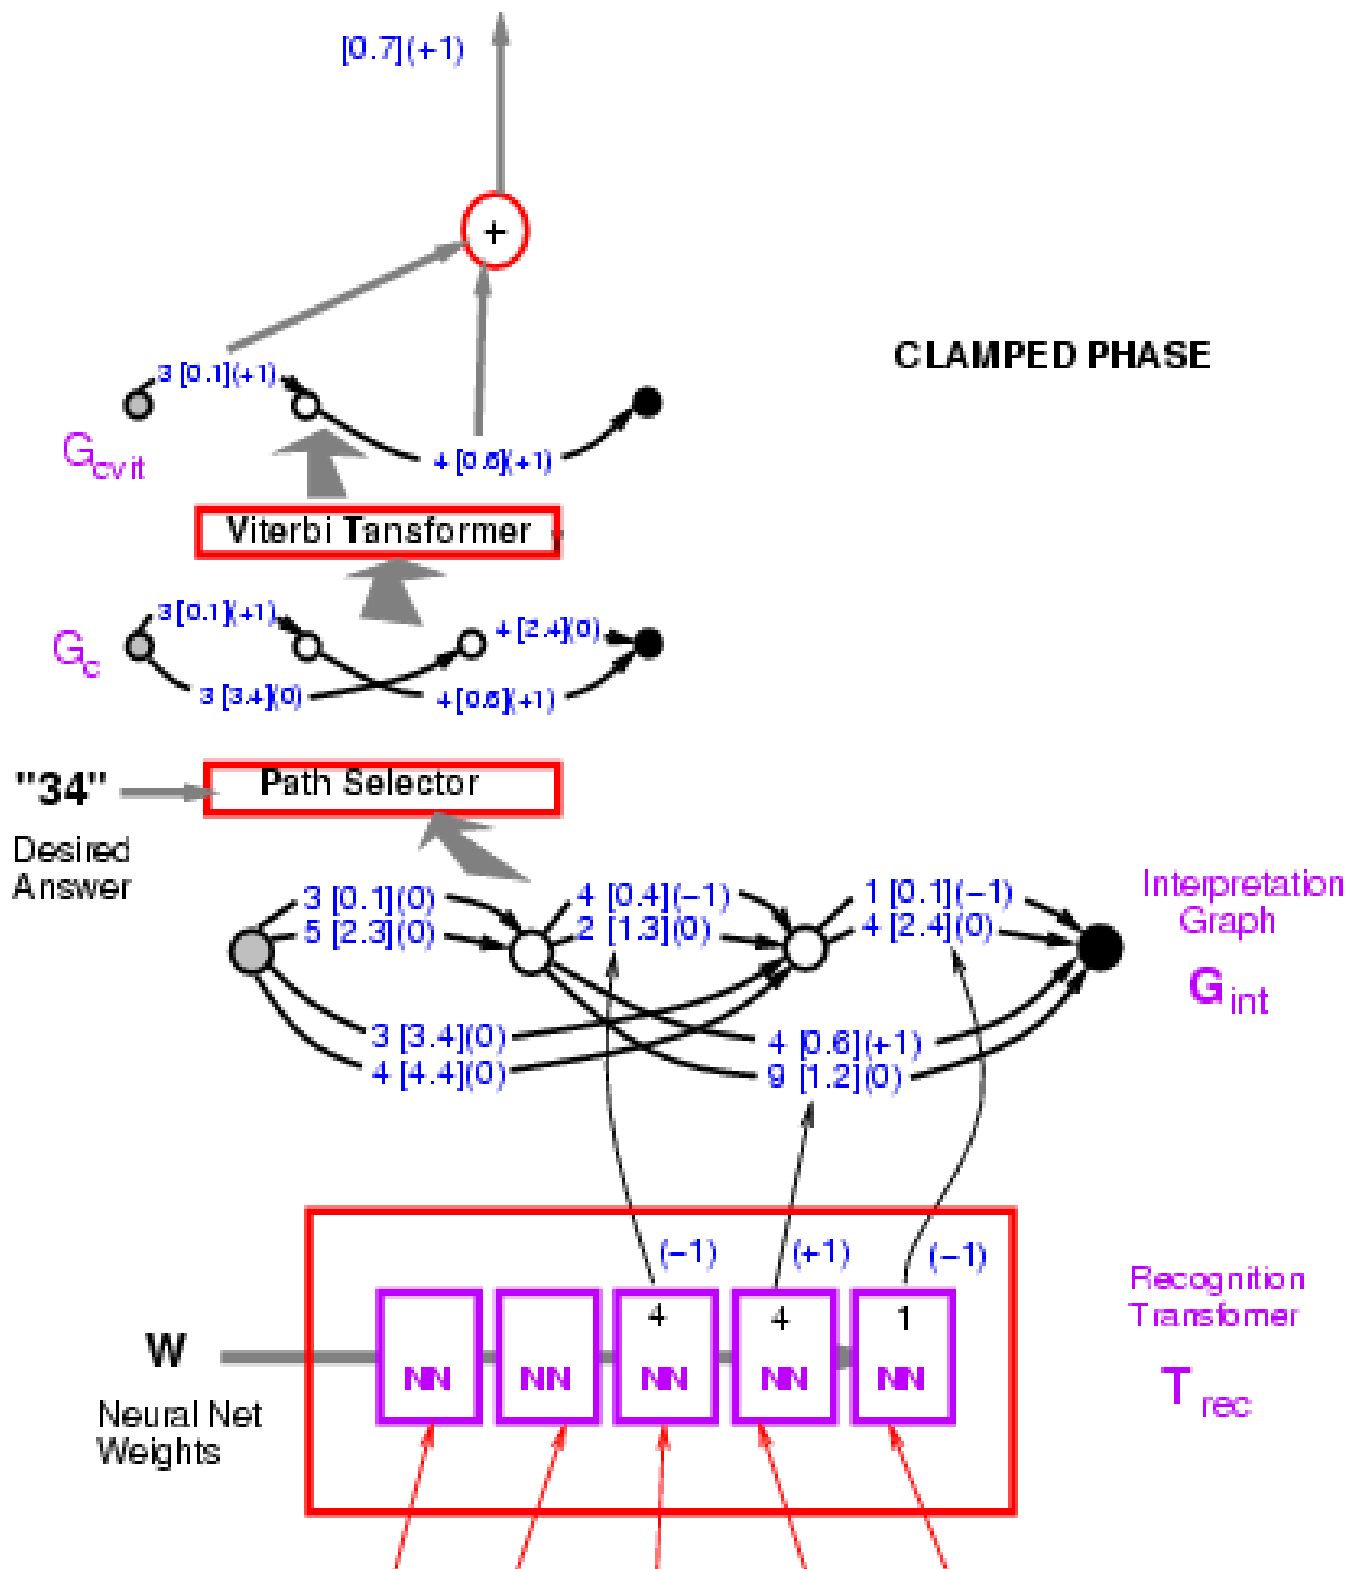 [0.7](+1)
+
CLAMPED PHASE
3 [0.1](+1)
4 [0.6](+1)
Gcvit
Viterbi Tansformer
3 [0.1](+1)
4 [2.4](0)
Gc
3 [3.4](0)
4 [0.6](+1)
"34"
Path Selector
Desired
Answer
3 [0.1](0)
4 [0.4](−1)
1 [0.1](−1)
5 [2.3](0)
2 [1.3](0)
4 [2.4](0)
Interpretation
Graph
Gint
3 [3.4](0)
4 [0.6](+1)
4 [4.4](0)
9 [1.2](0)
(−1)
(+1)
(−1)
4
4
1
Recognition
Transfomer
Trec
W
NN
NN
NN
NN
NN
Neural Net
Weights